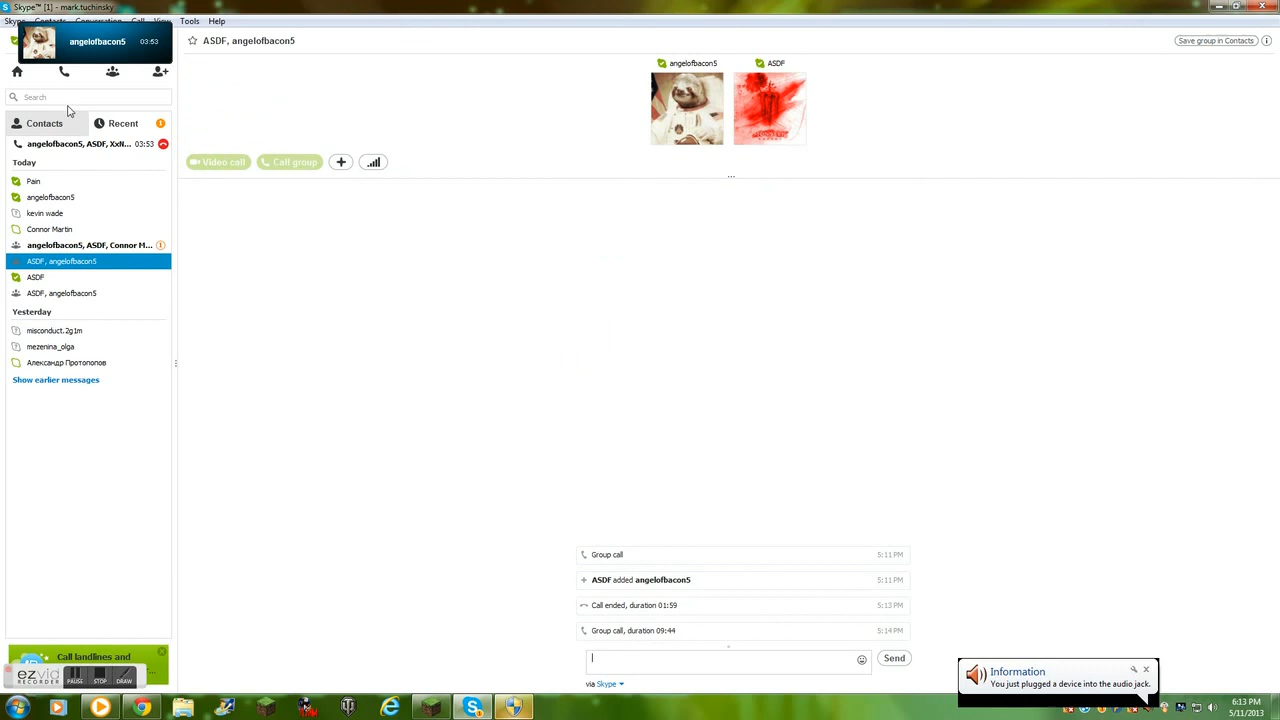 Skype™ [1] - mark.tuchinsky
Skype Contacts Conversation Call View Tools Help
angelofbacon5 03:53
Search
Contacts
Recent 1
angelofbacon5, ASDF, XxN... 03:53
Today
Pain
angelofbacon5
kevin wade
Connor Martin
angelofbacon5, ASDF, Connor M... 1
ASDF, angelofbacon5
ASDF
ASDF, angelofbacon5
Yesterday
misconduct.2g1m
mezenina_olga
Александр Протопопов
Show earlier messages
Call landlines and
ezvid
RECORDER
PAUSE STOP DRAW
ASDF, angelofbacon5
Save group in Contacts
angelofbacon5
ASDF
Video call
Call group
Group call 5:11 PM
ASDF added angelofbacon5 5:11 PM
Call ended, duration 01:59 5:13 PM
Group call, duration 09:44 5:14 PM
Send
via Skype
Information
You just plugged a device into the audio jack.
6:13 PM
5/11/2013